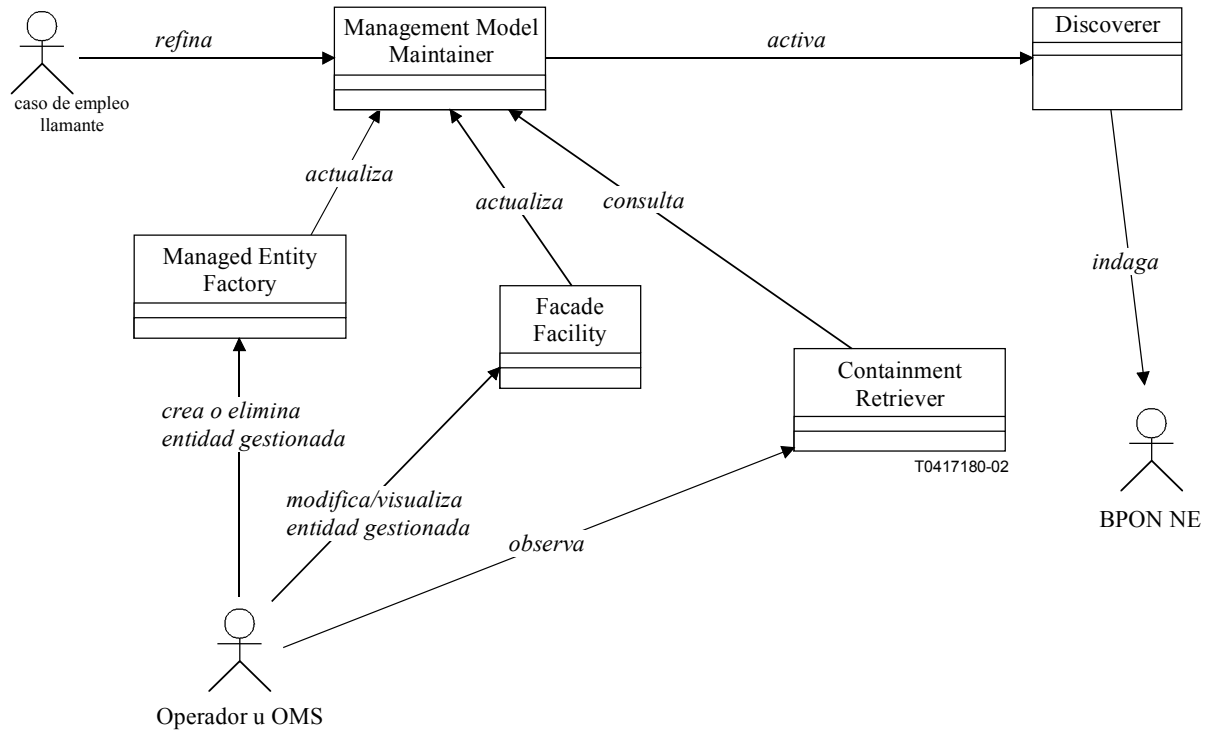 Management Model
Maintainer
Discoverer
refina
activa
caso de empleo
llamante
actualiza
actualiza
consulta
Managed Entity
Factory
indaga
Facade
Facility
Containment
Retriever
crea o elimina
entidad gestionada
T0417180-02
modifica/visualiza
entidad gestionada
observa
BPON NE
Operador u OMS